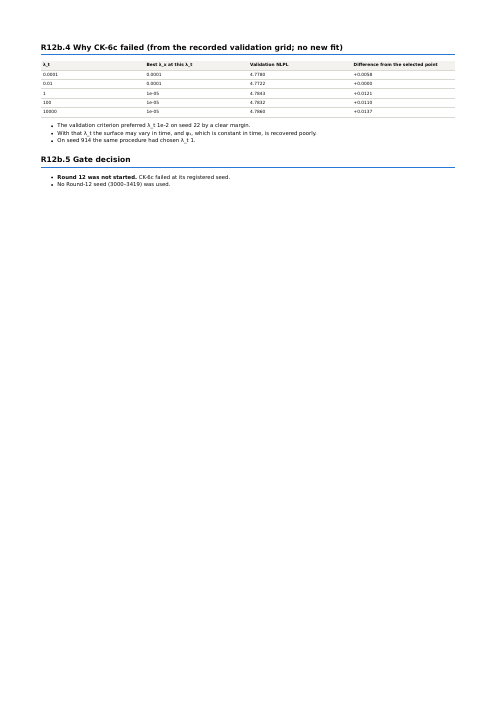 R12b.4 Why CK-6c failed (from the recorded validation grid; no new fit)
λ_t Best λ_x at this λ_t Validation NLPL Difference from the selected point
0.0001 0.0001 4.7780 +0.0058
0.01 0.0001 4.7722 +0.0000
1 1e-05 4.7843 +0.0121
100 1e-05 4.7832 +0.0110
10000 1e-05 4.7860 +0.0137
• The validation criterion preferred λ_t 1e-2 on seed 22 by a clear margin.
• With that λ_t the surface may vary in time, and which is constant in time, is recovered poorly.
• On seed 914 the same procedure had chosen λ_t 1.
R12b.5 Gate decision
• Round 12 was not started. CK-6c failed at its registered seed.
• No Round-12 seed (3000–3419) was used.